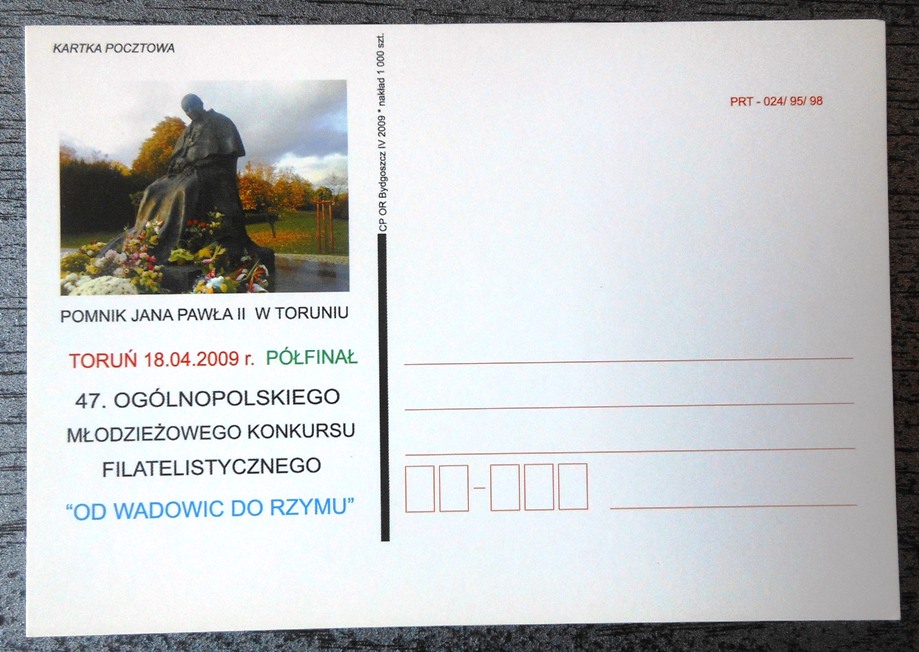 KARTKA POCZTOWA
POMNIK JANA PAWŁA II W TORUNIU
TORUŃ 18.04.2009 r. PÓŁFINAŁ
47. OGÓLNOPOLSKIEGO
MŁODZIEŻOWEGO KONKURSU
FILATELISTYCZNEGO
“OD WADOWIC DO RZYMU”
CP OR Bydgoszcz IV 2009 * nakład 1 000 szt.
PRT - 024/ 95/ 98